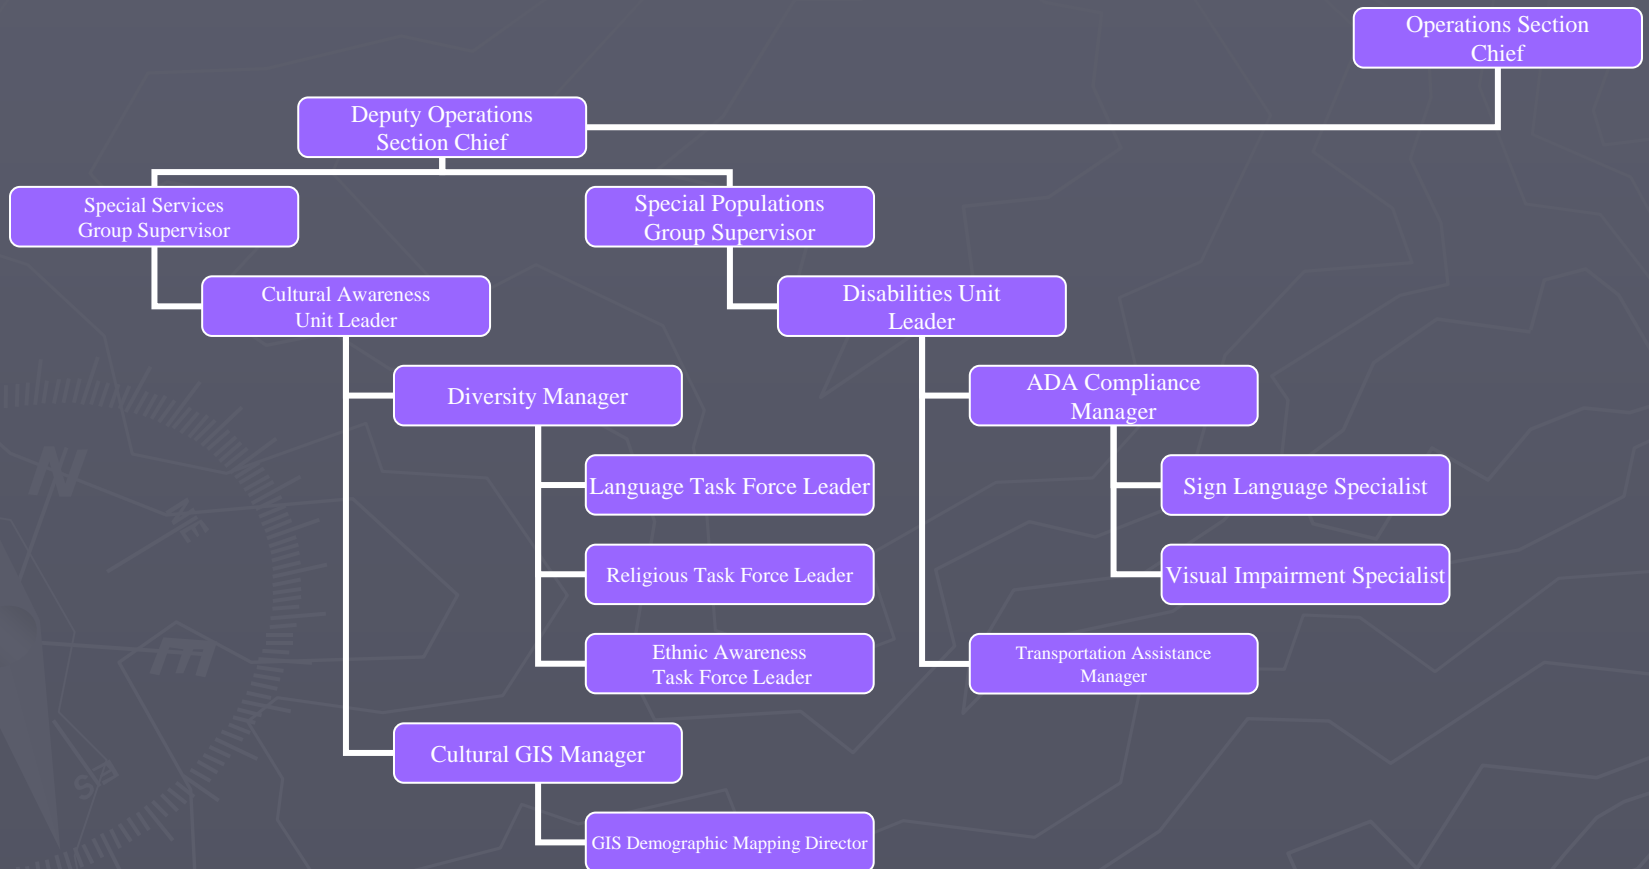 Operations Section
Chief
Deputy Operations
Section Chief
Special Services
Group Supervisor
Special Populations
Group Supervisor
Cultural Awareness
Unit Leader
Disabilities Unit
Leader
Diversity Manager
ADA Compliance
Manager
Language Task Force Leader
Sign Language Specialist
Religious Task Force Leader
Visual Impairment Specialist
Ethnic Awareness
Task Force Leader
Transportation Assistance
Manager
Cultural GIS Manager
GIS Demographic Mapping Director
N
NE
E
SE